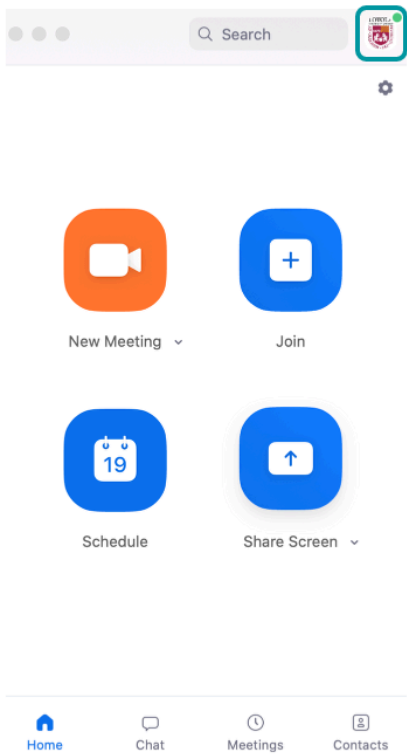 Search
New Meeting
Join
19
Schedule
Share Screen
Home
Chat
Meetings
Contacts